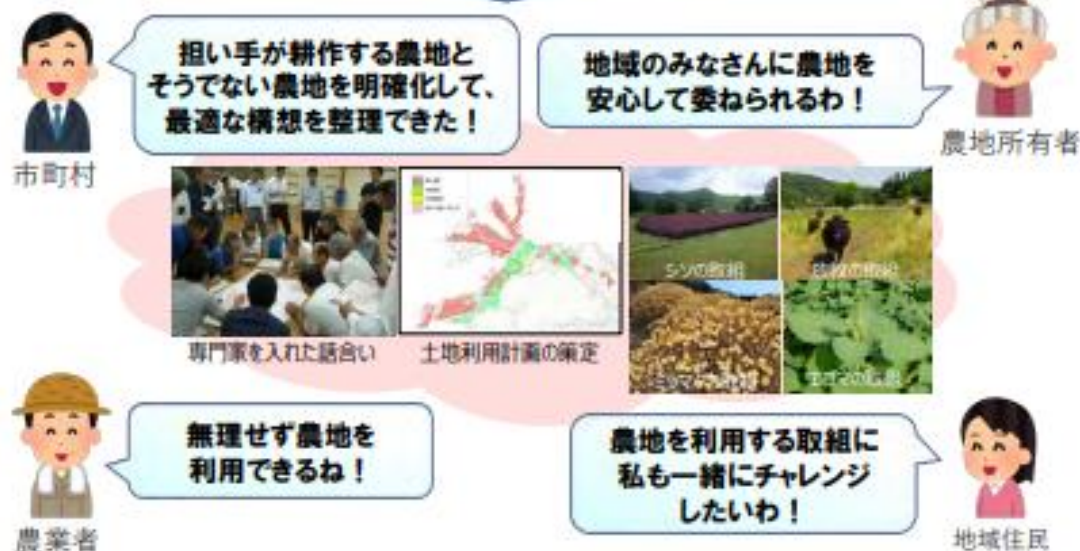 担い手が耕作する農地と
そうでない農地を明確化して、
最適な構想を整理できた！
地域のみなさんに農地を
安心して委ねられるわ！
市町村
農地所有者
シソの取組
放牧の取組
エゴマの取組
専門家を入れた話合い
土地利用計画の策定
無理せず農地を
利用できるね！
農地を利用する取組に
私も一緒にチャレンジ
したいわ！
農業者
地域住民